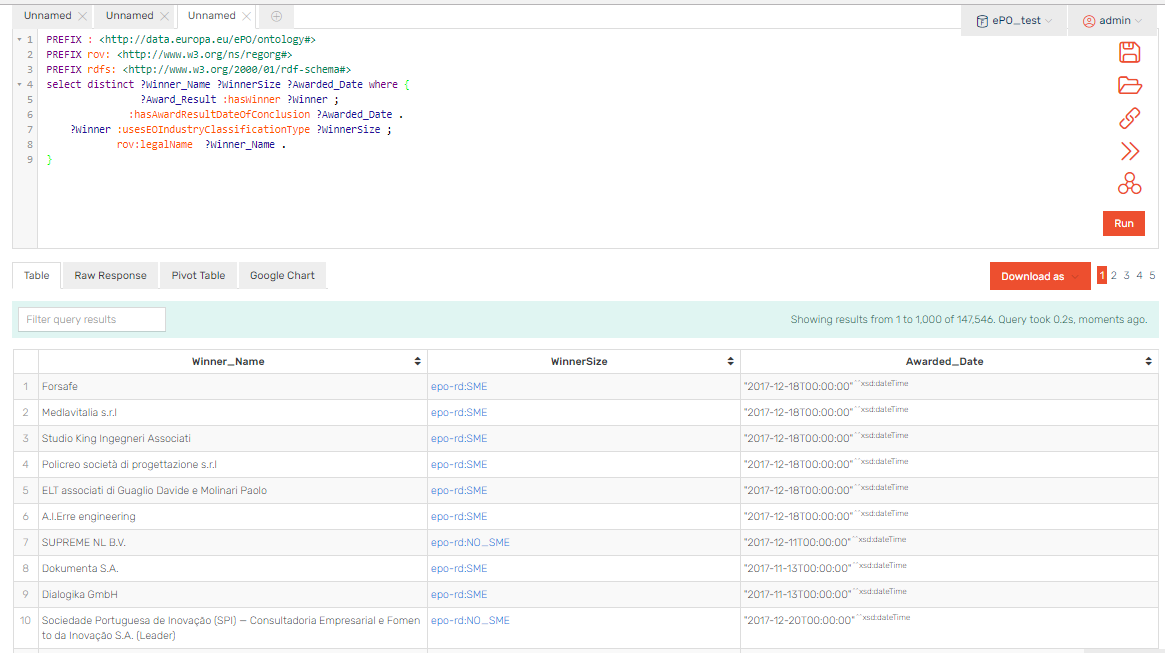 Unnamed
Unnamed
Unnamed
ePO_test
admin
1 PREFIX : <http://data.europa.eu/ePO/ontology#>
2 PREFIX rov: <http://www.w3.org/ns/regorg#>
3 PREFIX rdfs: <http://www.w3.org/2000/01/rdf-schema#>
4 select distinct ?Winner_Name ?WinnerSize ?Awarded_Date where {
5 ?Award_Result :hasWinner ?Winner ;
6 :hasAwardResultDateOfConclusion ?Awarded_Date .
7 ?Winner :usesEOIndustryClassificationType ?WinnerSize ;
8 rov:legalName ?Winner_Name .
9 }
Run
Table
Raw Response
Pivot Table
Google Chart
Download as
1 2 3 4 5
Filter query results
Showing results from 1 to 1,000 of 147,546. Query took 0.2s, moments ago.
Winner_Name WinnerSize Awarded_Date
1 Forsafe epo-rd:SME "2017-12-18T00:00:00"^^xsd:dateTime
2 Medlavitalia s.r.l epo-rd:SME "2017-12-18T00:00:00"^^xsd:dateTime
3 Studio King Ingegneri Associati epo-rd:SME "2017-12-18T00:00:00"^^xsd:dateTime
4 Policreo società di progettazione s.r.l epo-rd:SME "2017-12-18T00:00:00"^^xsd:dateTime
5 ELT associati di Guaglio Davide e Molinari Paolo epo-rd:SME "2017-12-18T00:00:00"^^xsd:dateTime
6 A.I.Erre engineering epo-rd:SME "2017-12-18T00:00:00"^^xsd:dateTime
7 SUPREME NL B.V. epo-rd:NO_SME "2017-12-11T00:00:00"^^xsd:dateTime
8 Dokumenta S.A. epo-rd:SME "2017-11-13T00:00:00"^^xsd:dateTime
9 Dialogika GmbH epo-rd:SME "2017-11-13T00:00:00"^^xsd:dateTime
10 Sociedade Portuguesa de Inovação (SPI) — Consultadoria Empresarial e Fomen epo-rd:NO_SME "2017-12-20T00:00:00"^^xsd:dateTime
to da Inovação S.A. (Leader)